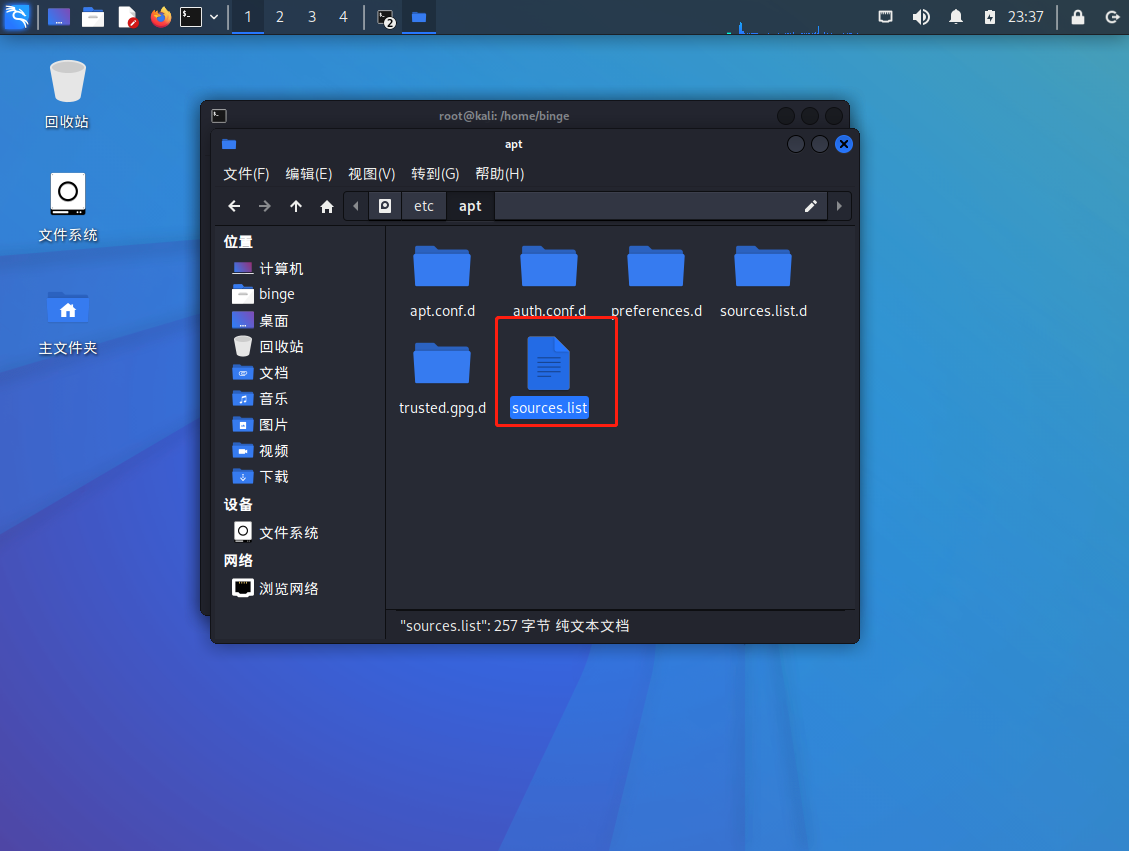 1 2 3 4 2 23:37
回收站
文件系统
主文件夹
root@kali: /home/binge
apt
文件(F) 编辑(E) 视图(V) 转到(G) 帮助(H)
etc apt
位置
计算机
binge
桌面
回收站
文档
音乐
图片
视频
下载
设备
文件系统
网络
浏览网络
apt.conf.d auth.conf.d preferences.d sources.list.d
trusted.gpg.d sources.list
"sources.list": 257 字节 纯文本文档